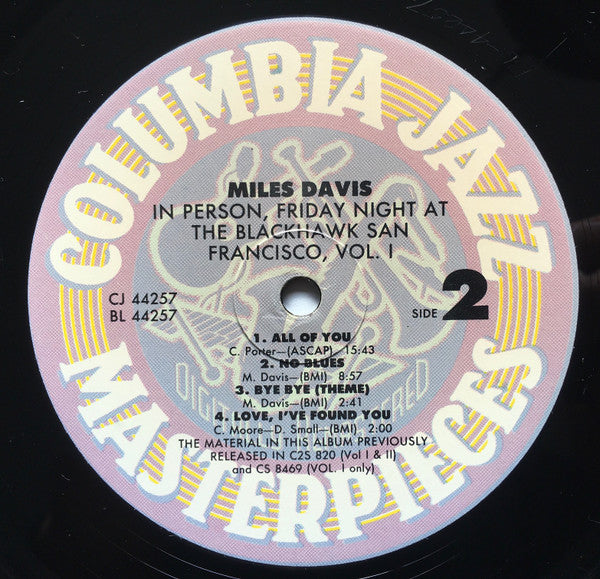 COLUMBIA JAZZ
MASTERPIECES
MILES DAVIS
IN PERSON, FRIDAY NIGHT AT
THE BLACKHAWK SAN
FRANCISCO, VOL. I
CJ 44257
BL 44257
SIDE 2
1. ALL OF YOU
C. Porter—(ASCAP) 15:43
2. NO BLUES
M. Davis—(BMI) 8:57
3. BYE BYE (THEME)
M. Davis—(BMI) 2:41
4. LOVE, I'VE FOUND YOU
C. Moore—D. Small—(BMI) 2:00
THE MATERIAL IN THIS ALBUM PREVIOUSLY
RELEASED IN C2S 820 (Vol I & II)
and CS 8469 (VOL. I only)